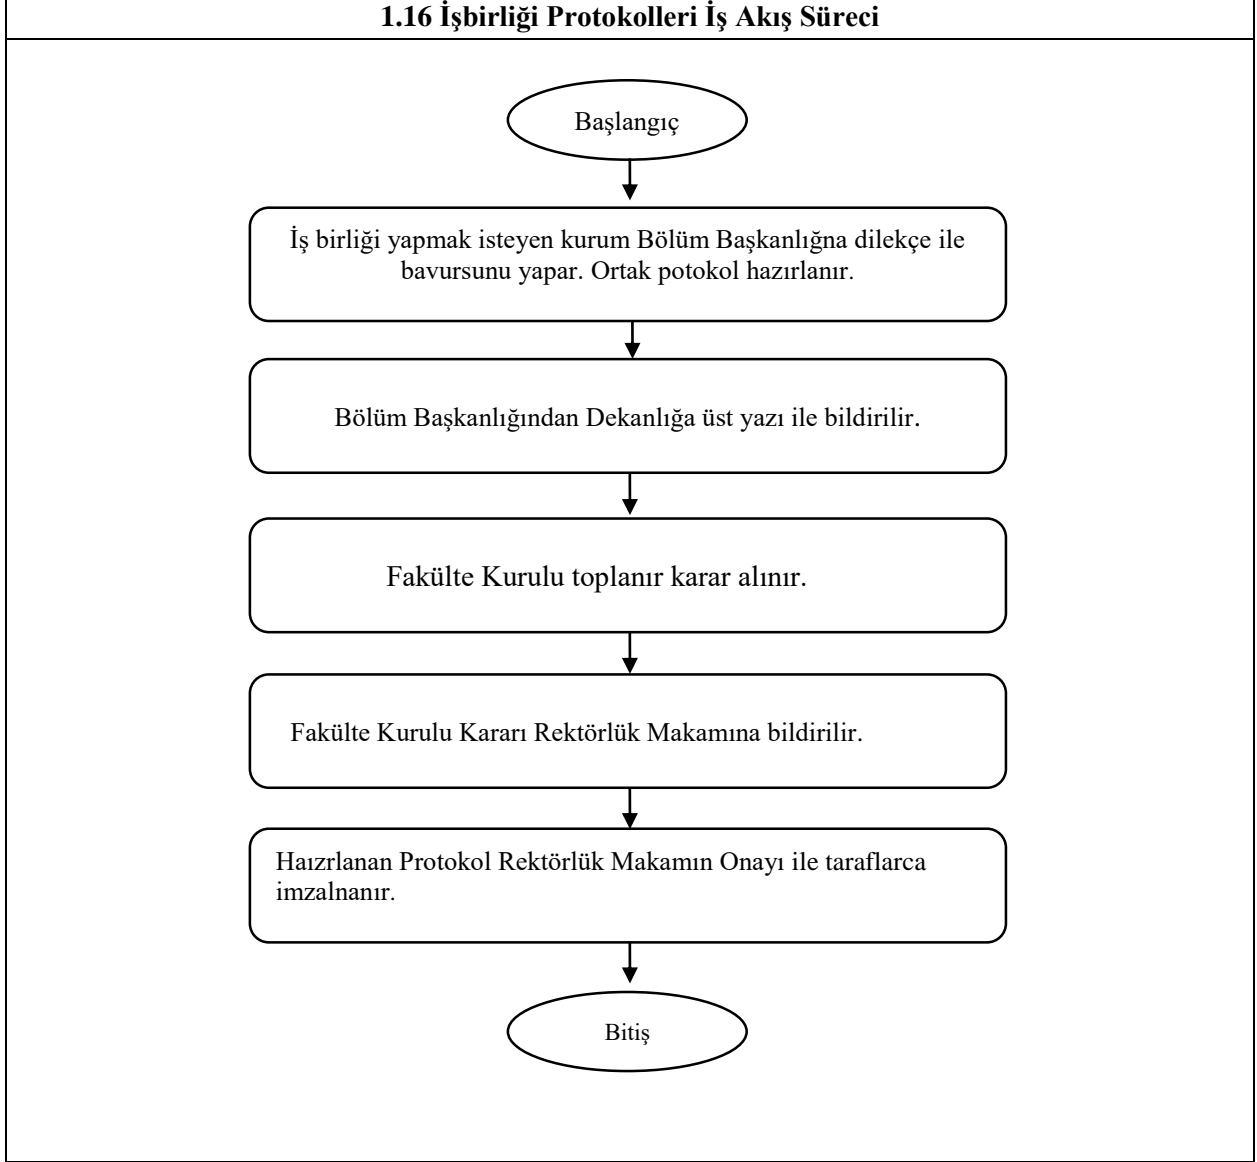 1.16 İşbirliği Protokolleri İş Akış Süreci
Başlangıç
İş birliği yapmak isteyen kurum Bölüm Başkanlığna dilekçe ile
bavursunu yapar. Ortak potokol hazırlanır.
Bölüm Başkanlığından Dekanlığa üst yazı ile bildirilir.
Fakülte Kurulu toplanır karar alınır.
Fakülte Kurulu Kararı Rektörlük Makamına bildirilir.
Haızrlanan Protokol Rektörlük Makamın Onayı ile taraflarca
imzalnanır.
Bitiş